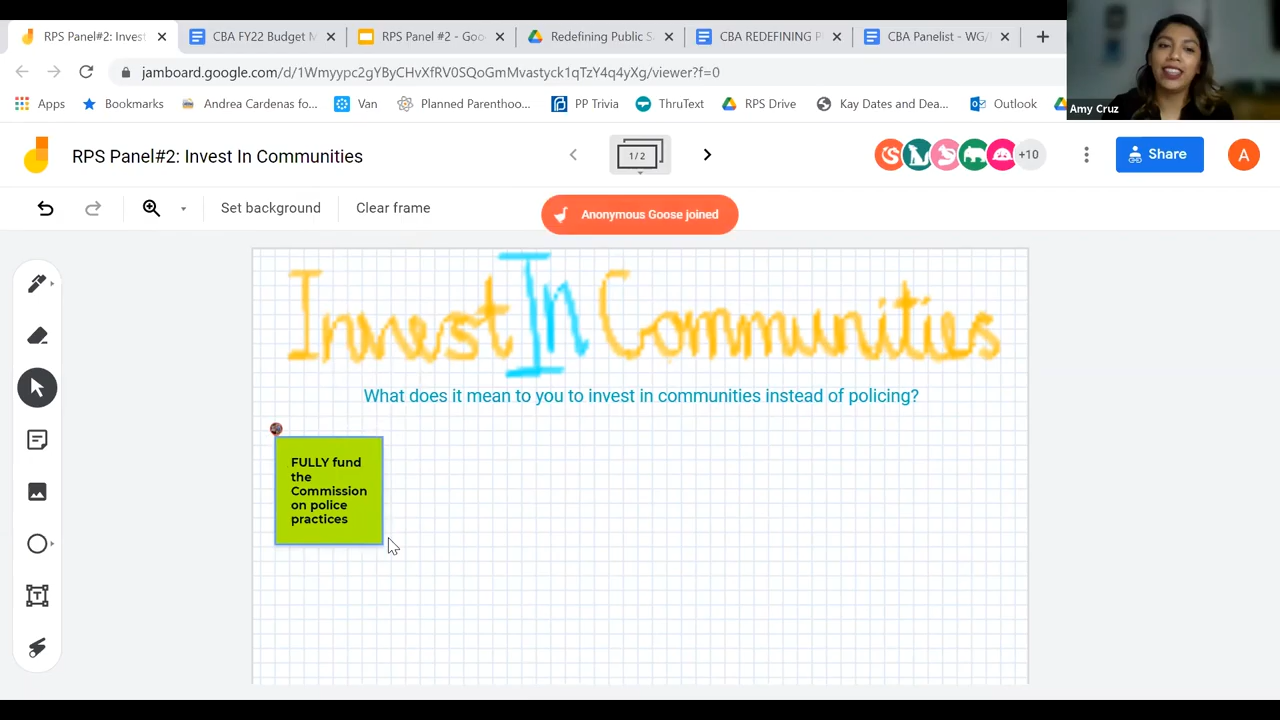 RPS Panel#2: Invest
CBA FY22 Budget M
RPS Panel #2 - Goo
Redefining Public S
CBA REDEFINING P
CBA Panelist - WG/
jamboard.google.com/d/1Wmyypc2gYByCHvXfRV0SQoGmMvastyck1qTzY4q4yXg/viewer?f=0
Apps
Bookmarks
Andrea Cardenas fo...
Van
Planned Parenthoo...
PP Trivia
ThruText
RPS Drive
Kay Dates and Dea...
Outlook
Amy Cruz
RPS Panel#2: Invest In Communities
1/2
+10
Share
A
Set background
Clear frame
Anonymous Goose joined
Invest In Communities
What does it mean to you to invest in communities instead of policing?
FULLY fund
the
Commission
on police
practices